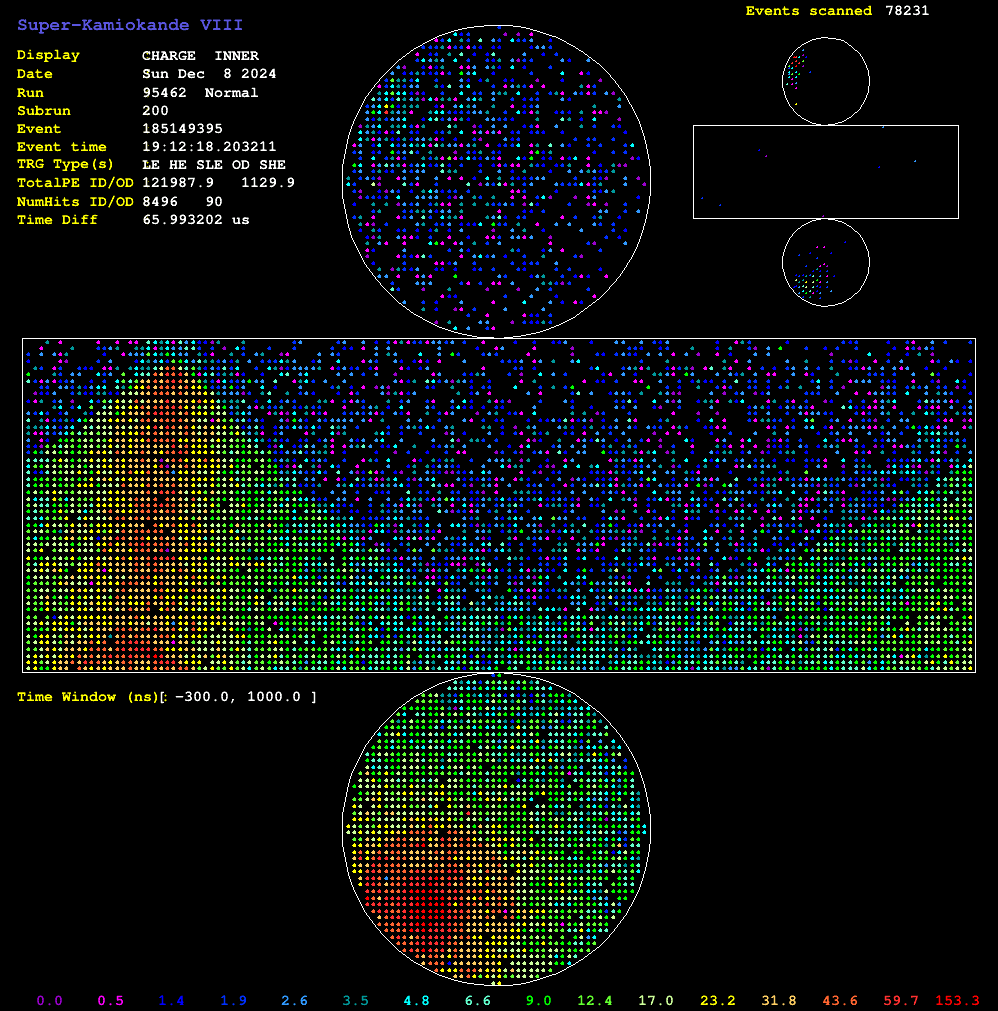 Super-Kamiokande VIII
Events scanned 78231
Display CHARGE INNER
Date Sun Dec 8 2024
Run 95462 Normal
Subrun 200
Event 185149395
Event time 19:12:18.203211
TRG Type(s) LE HE SLE OD SHE
TotalPE ID/OD 121987.9 1129.9
NumHits ID/OD 8496 90
Time Diff 65.993202 us
Time Window (ns)[: -300.0, 1000.0 ]
0.0 0.5 1.4 1.9 2.6 3.5 4.8 6.6 9.0 12.4 17.0 23.2 31.8 43.6 59.7 153.3